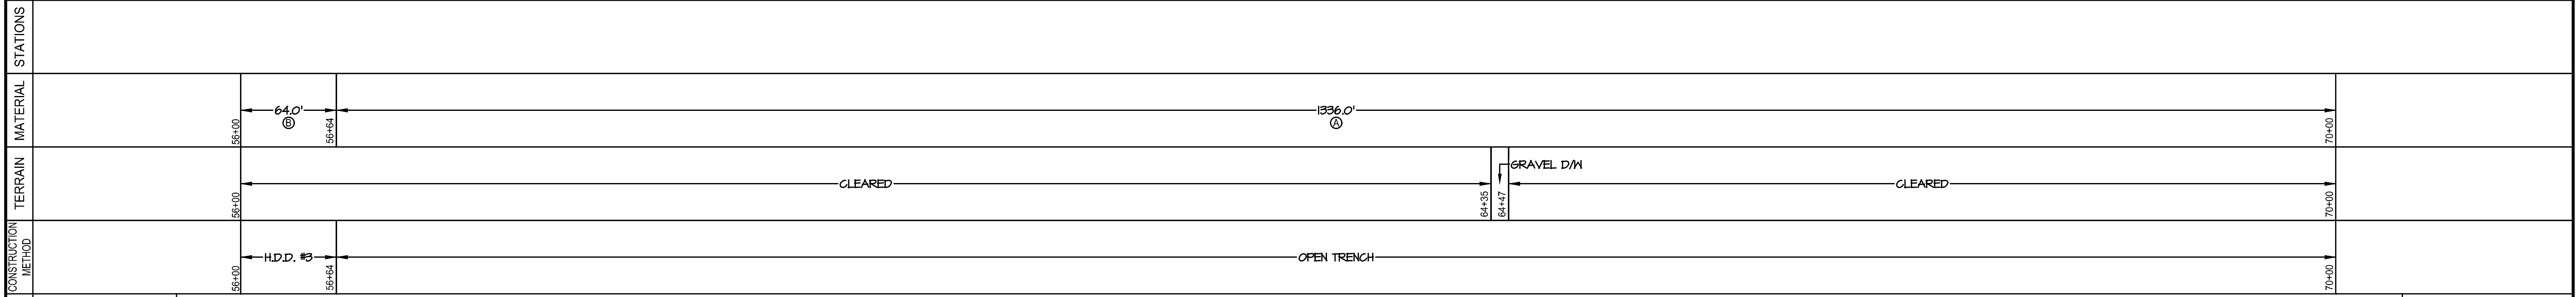 STATIONS
MATERIAL
56+00
64.0'
B
56+64
1336.0'
A
70+00
TERRAIN
56+00
CLEARED
64+35
64+47
GRAVEL D/W
CLEARED
70+00
CONSTRUCTION
METHOD
56+00
H.D.D. #3
56+64
OPEN TRENCH
70+00